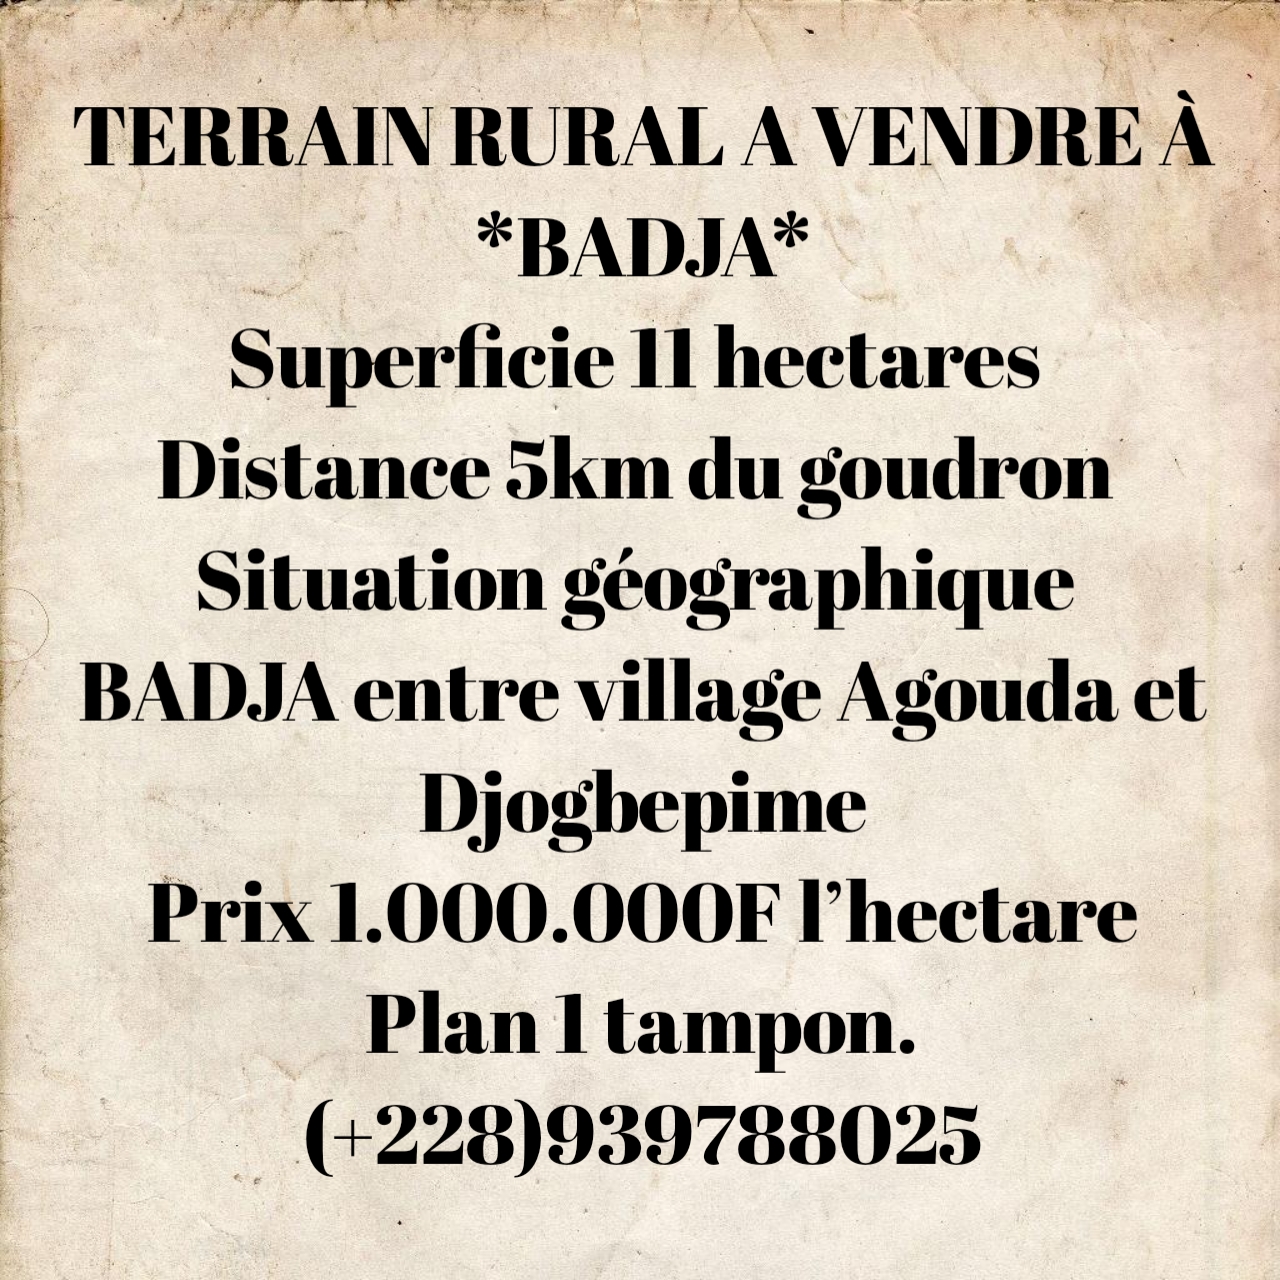 TERRAIN RURAL A VENDRE À
*BADJA*
Superficie 11 hectares
Distance 5km du goudron
Situation géographique
BADJA entre village Agouda et
Djogbepime
Prix 1.000.000F l’hectare
Plan 1 tampon.
(+228)939788025